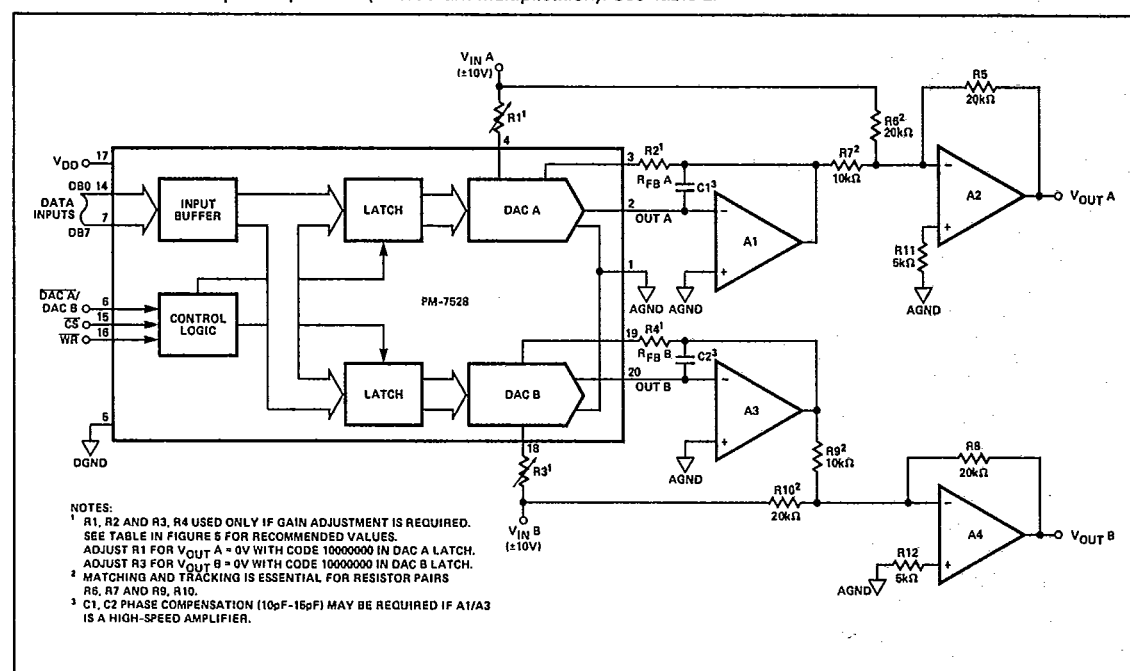 V_IN A
(±10V)
R1¹
4
R5
20kΩ
R6²
20kΩ
V_DD 17
3 R2¹
R_FB A
C1³
R7²
10kΩ
DB0 14
DATA
INPUTS
7
DB7
INPUT
BUFFER
LATCH
DAC A
2
OUT A
−
A1
+
−
A2
+
V_OUT A
R11
5kΩ
1
AGND
AGND
AGND
PM-7528
DAC A/
DAC B 6
CS 15
WR 16
CONTROL
LOGIC
19 R4¹
R_FB B
C2³
LATCH
DAC B
20
OUT B
−
A3
+
AGND
5
DGND
18
R3¹
R9²
10kΩ
R8
20kΩ
V_IN B
(±10V)
R10²
20kΩ
−
A4
+
V_OUT B
R12
5kΩ
AGND
NOTES:
¹ R1, R2 AND R3, R4 USED ONLY IF GAIN ADJUSTMENT IS REQUIRED.
SEE TABLE IN FIGURE 5 FOR RECOMMENDED VALUES.
ADJUST R1 FOR V_OUT A = 0V WITH CODE 10000000 IN DAC A LATCH.
ADJUST R3 FOR V_OUT B = 0V WITH CODE 10000000 IN DAC B LATCH.
² MATCHING AND TRACKING IS ESSENTIAL FOR RESISTOR PAIRS
R6, R7 AND R9, R10.
³ C1, C2 PHASE COMPENSATION (10pF-15pF) MAY BE REQUIRED IF A1/A3
IS A HIGH-SPEED AMPLIFIER.